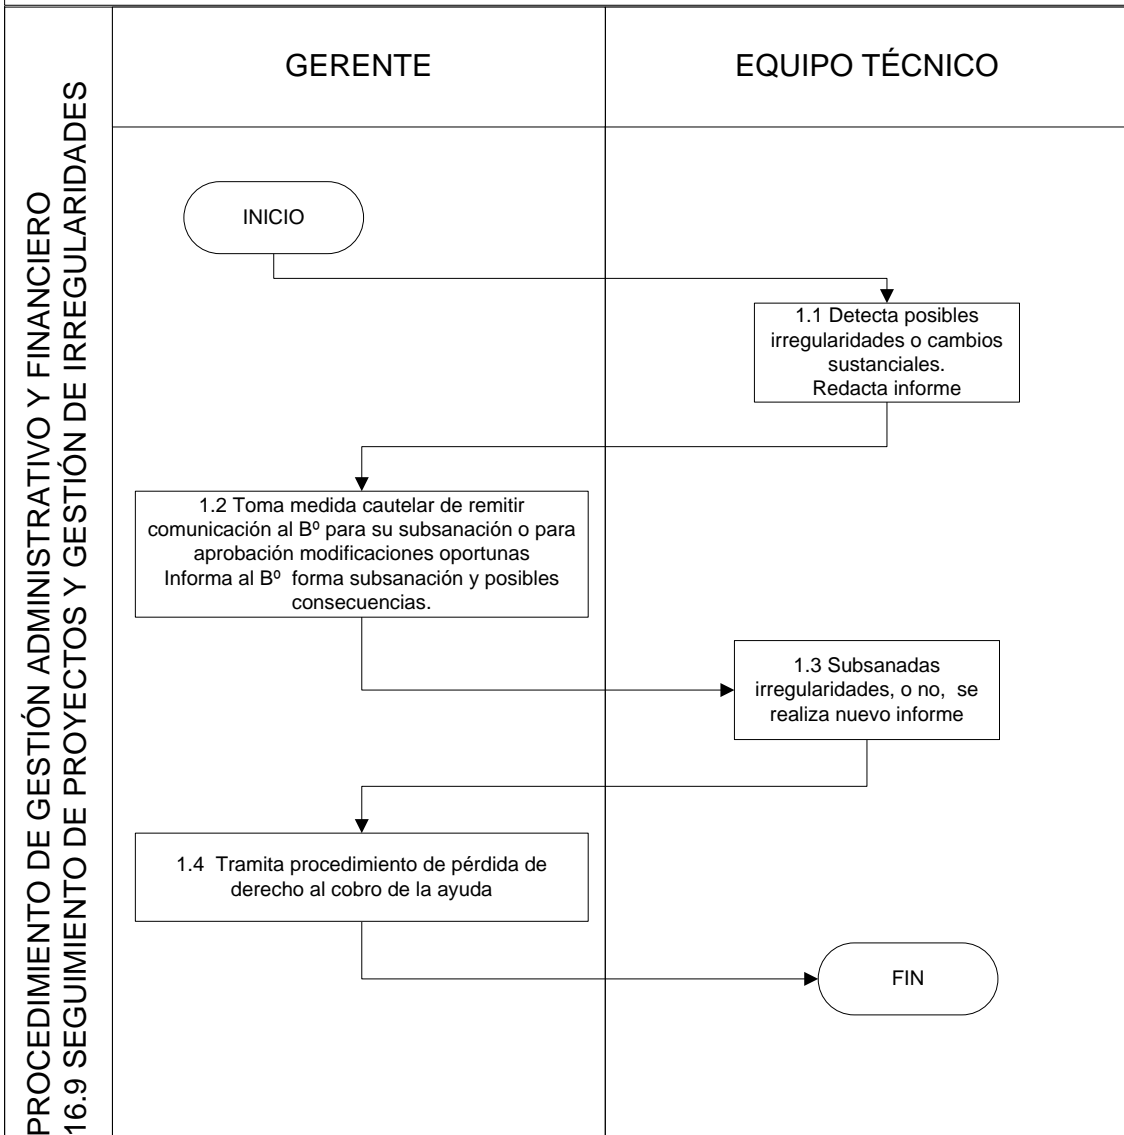 PROCEDIMIENTO DE GESTIÓN ADMINISTRATIVO Y FINANCIERO
16.9 SEGUIMIENTO DE PROYECTOS Y GESTIÓN DE IRREGULARIDADES
GERENTE
EQUIPO TÉCNICO
INICIO
1.1 Detecta posibles
irregularidades o cambios
sustanciales.
Redacta informe
1.2 Toma medida cautelar de remitir
comunicación al Bº para su subsanación o para
aprobación modificaciones oportunas
Informa al Bº forma subsanación y posibles
consecuencias.
1.3 Subsanadas
irregularidades, o no, se
realiza nuevo informe
1.4 Tramita procedimiento de pérdida de
derecho al cobro de la ayuda
FIN